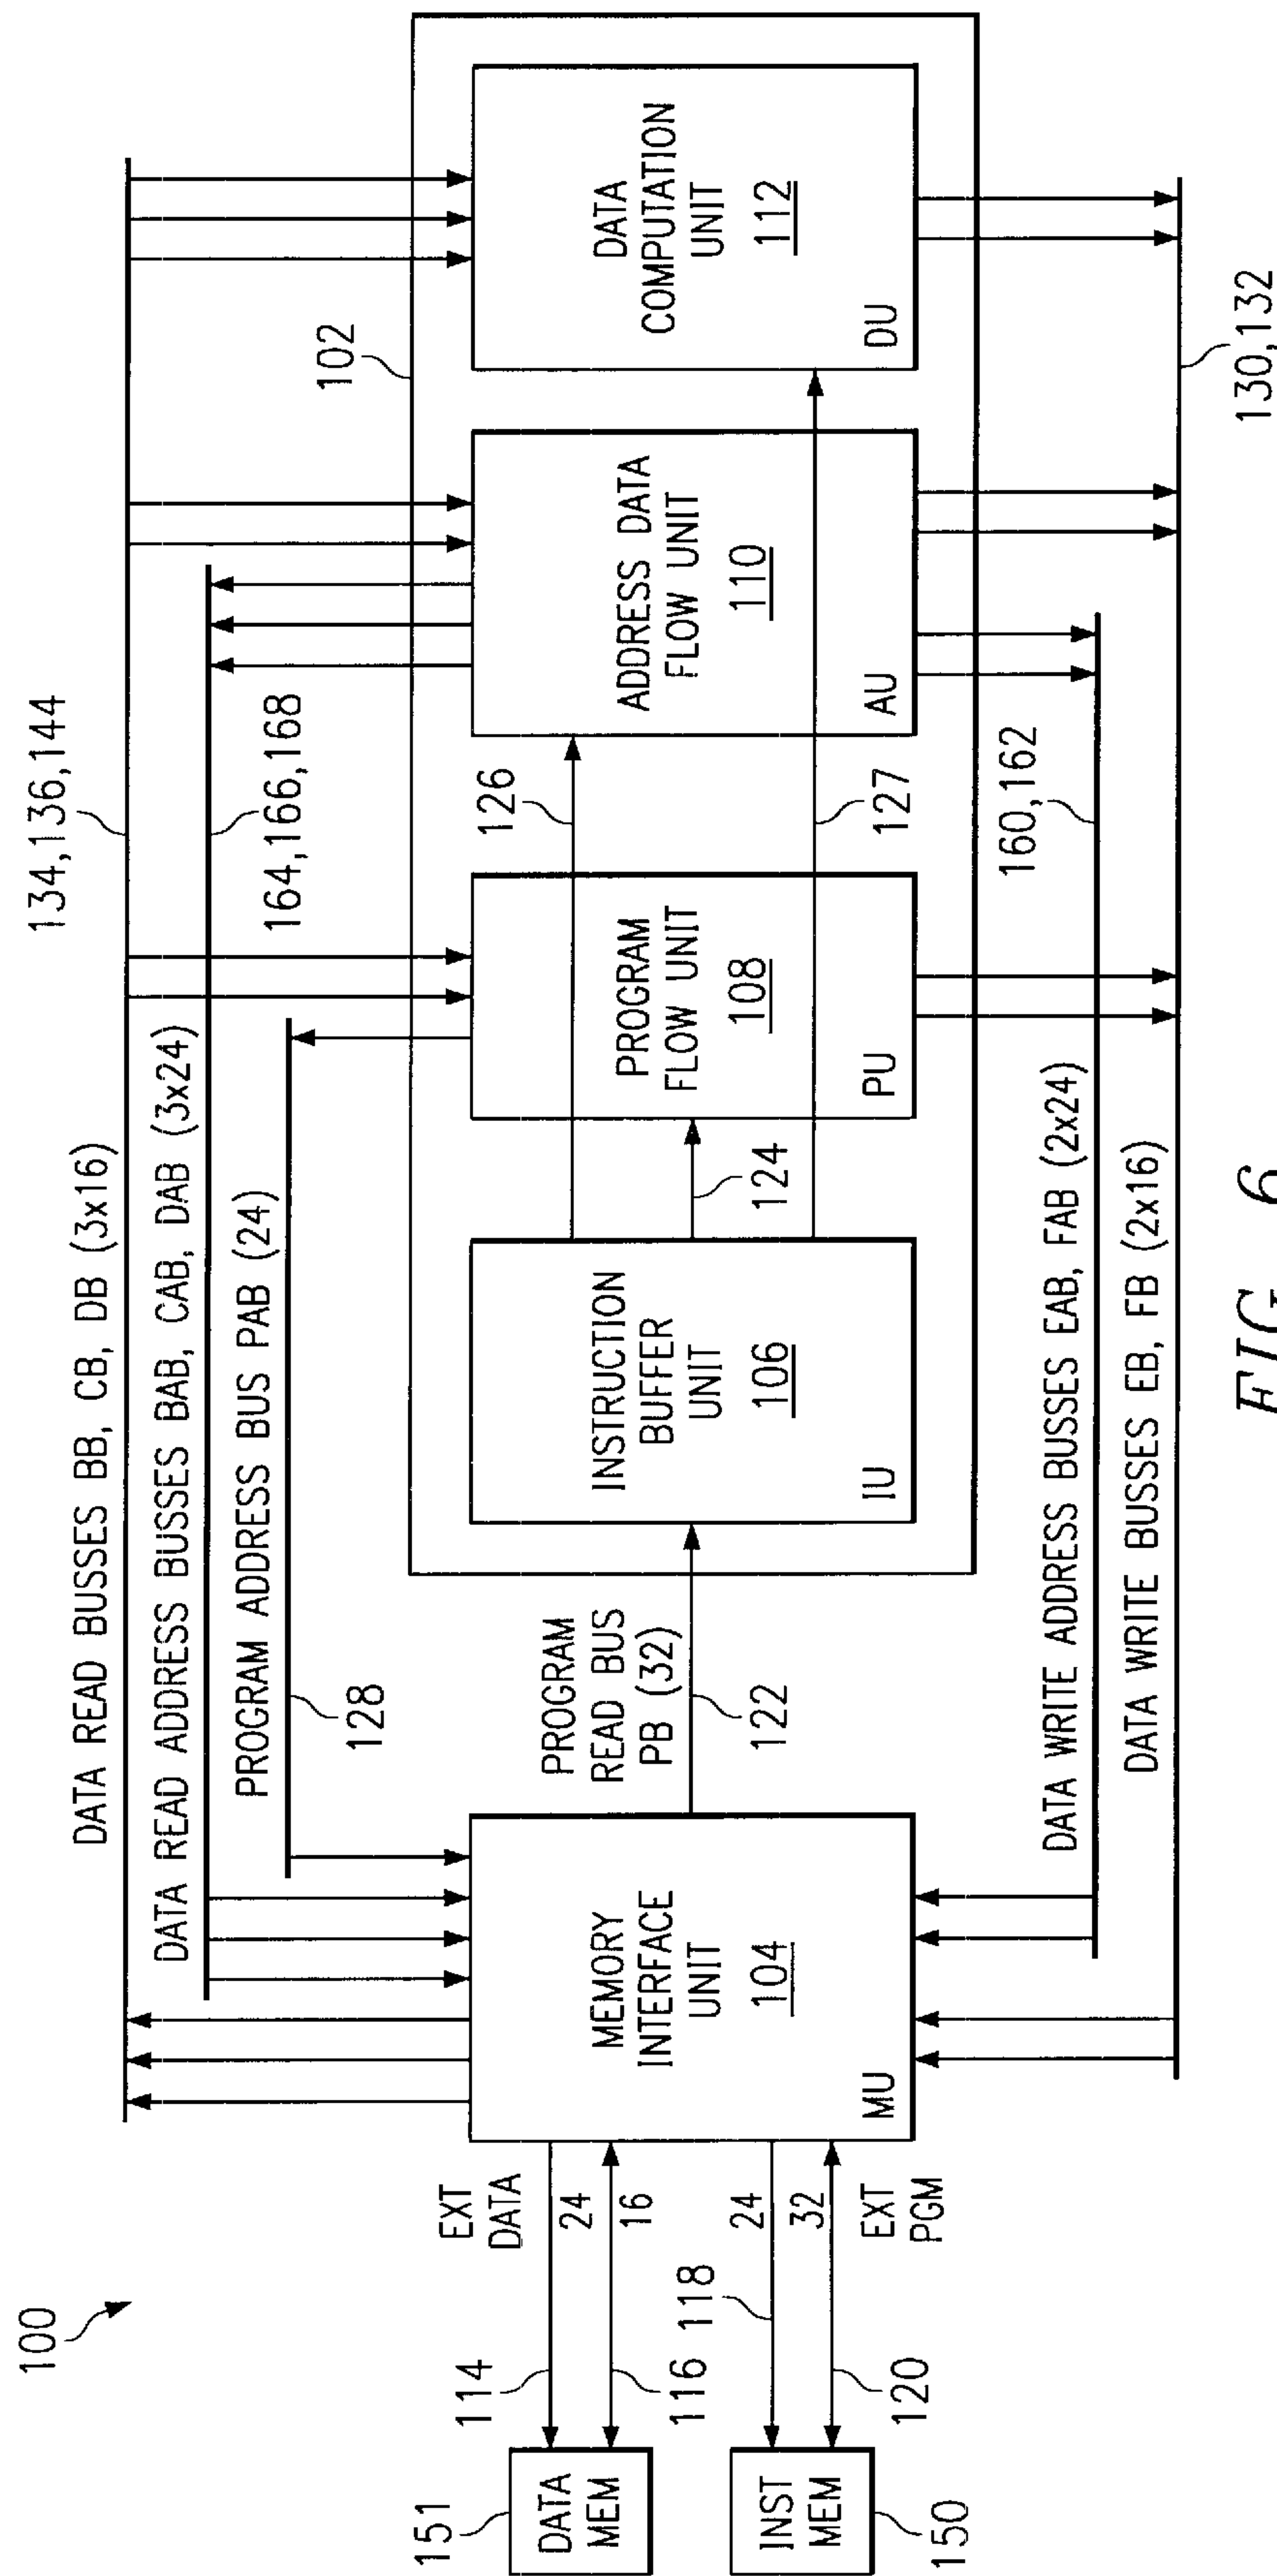 100
134,136,144
DATA READ BUSSES BB, CB, DB (3x16)
164,166,168
DATA READ ADDRESS BUSSES BAB, CAB, DAB (3x24)
PROGRAM ADDRESS BUS PAB (24)
128
102
151
DATA
MEM
114
116
EXT
DATA
24
16
INST
MEM
150
118
120
24
32
EXT
PGM
MEMORY
INTERFACE
UNIT
104
MU
PROGRAM
READ BUS
PB (32)
122
INSTRUCTION
BUFFER
UNIT
106
IU
124
PROGRAM
FLOW UNIT
108
PU
126
127
ADDRESS DATA
FLOW UNIT
110
AU
DATA
COMPUTATION
UNIT
112
DU
DATA WRITE ADDRESS BUSSES EAB, FAB (2x24)
160,162
DATA WRITE BUSSES EB, FB (2x16)
130,132
FIG. 6